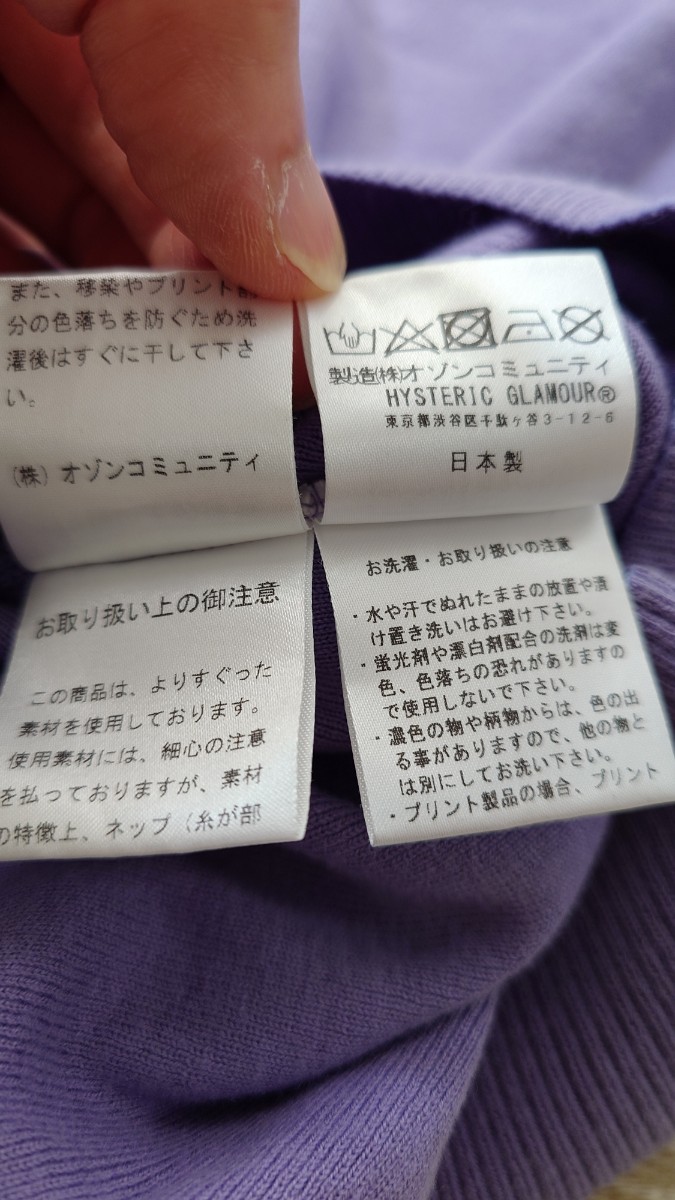 また、移染やプリント部
分の色落ちを防ぐため洗
濯後はすぐに干して下さ
い。
(株)オゾンコミュニティ
お取り扱い上の御注意
この商品は、よりすぐった
素材を使用しております。
使用素材には、細心の注意
を払っておりますが、素材
の特徴上、ネップ(糸が部
製造(株)オゾンコミュニティ
HYSTERIC GLAMOUR®
東京都渋谷区千駄ヶ谷3-12-6
日本製
お洗濯・お取り扱いの注意
・水や汗でぬれたままの放置や漬
け置き洗いはお避け下さい。
・蛍光剤や漂白剤配合の洗剤は変
色、色落ちの恐れがありますの
で使用しないで下さい。
・濃色の物や柄物からは、色の出
る事がありますので、他の物と
は別にしてお洗い下さい。
・プリント製品の場合、プリント